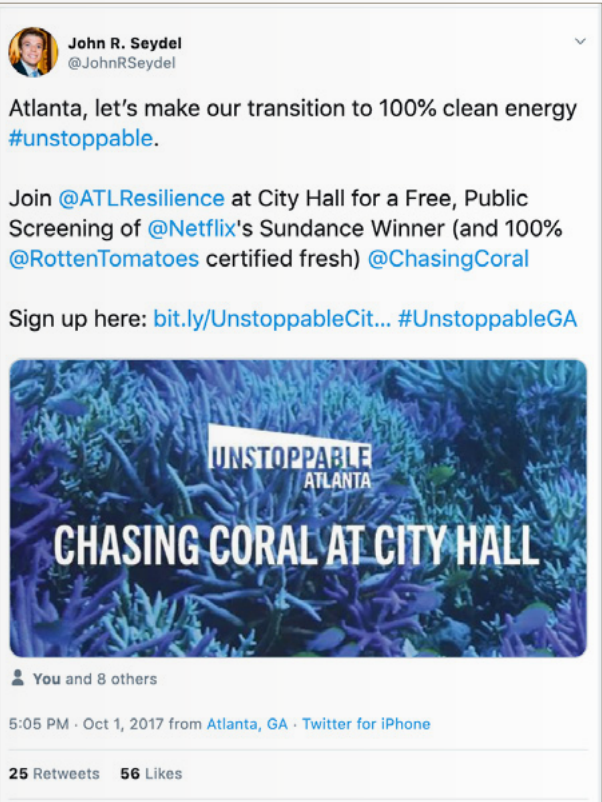 John R. Seydel
@JohnRSeydel
Atlanta, let's make our transition to 100% clean energy
#unstoppable.
Join @ATLResilience at City Hall for a Free, Public
Screening of @Netflix's Sundance Winner (and 100%
@RottenTomatoes certified fresh) @ChasingCoral
Sign up here: bit.ly/UnstoppableCit... #UnstoppableGA
UNSTOPPABLE
ATLANTA
CHASING CORAL AT CITY HALL
You and 8 others
5:05 PM · Oct 1, 2017 from Atlanta, GA · Twitter for iPhone
25 Retweets 56 Likes